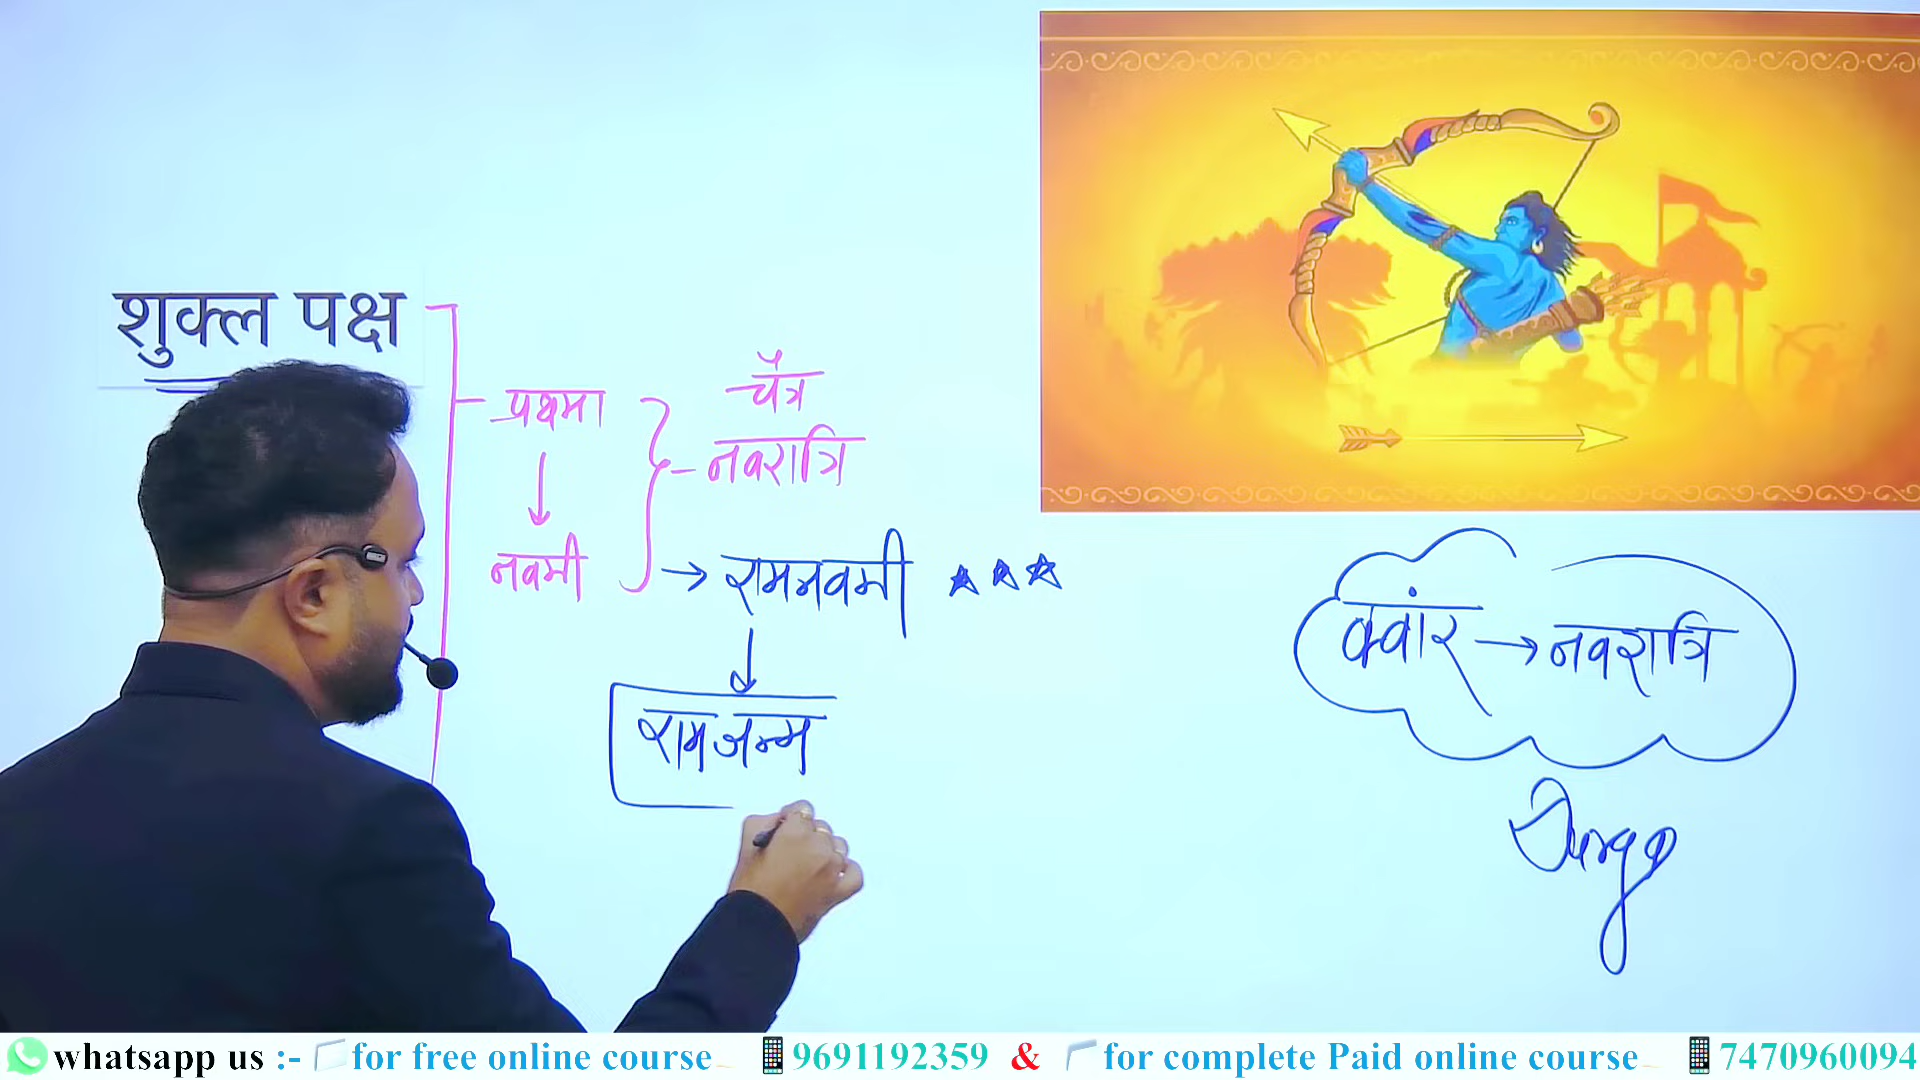 शुक्ल पक्ष
प्रथमा
↓
नवमी
चैत्र
नवरात्रि
→ रामनवमी ☆☆☆
↓
रामजन्म
क्वांर → नवरात्रि
whatsapp us :- for free online course 9691192359 & for complete Paid online course 7470960094